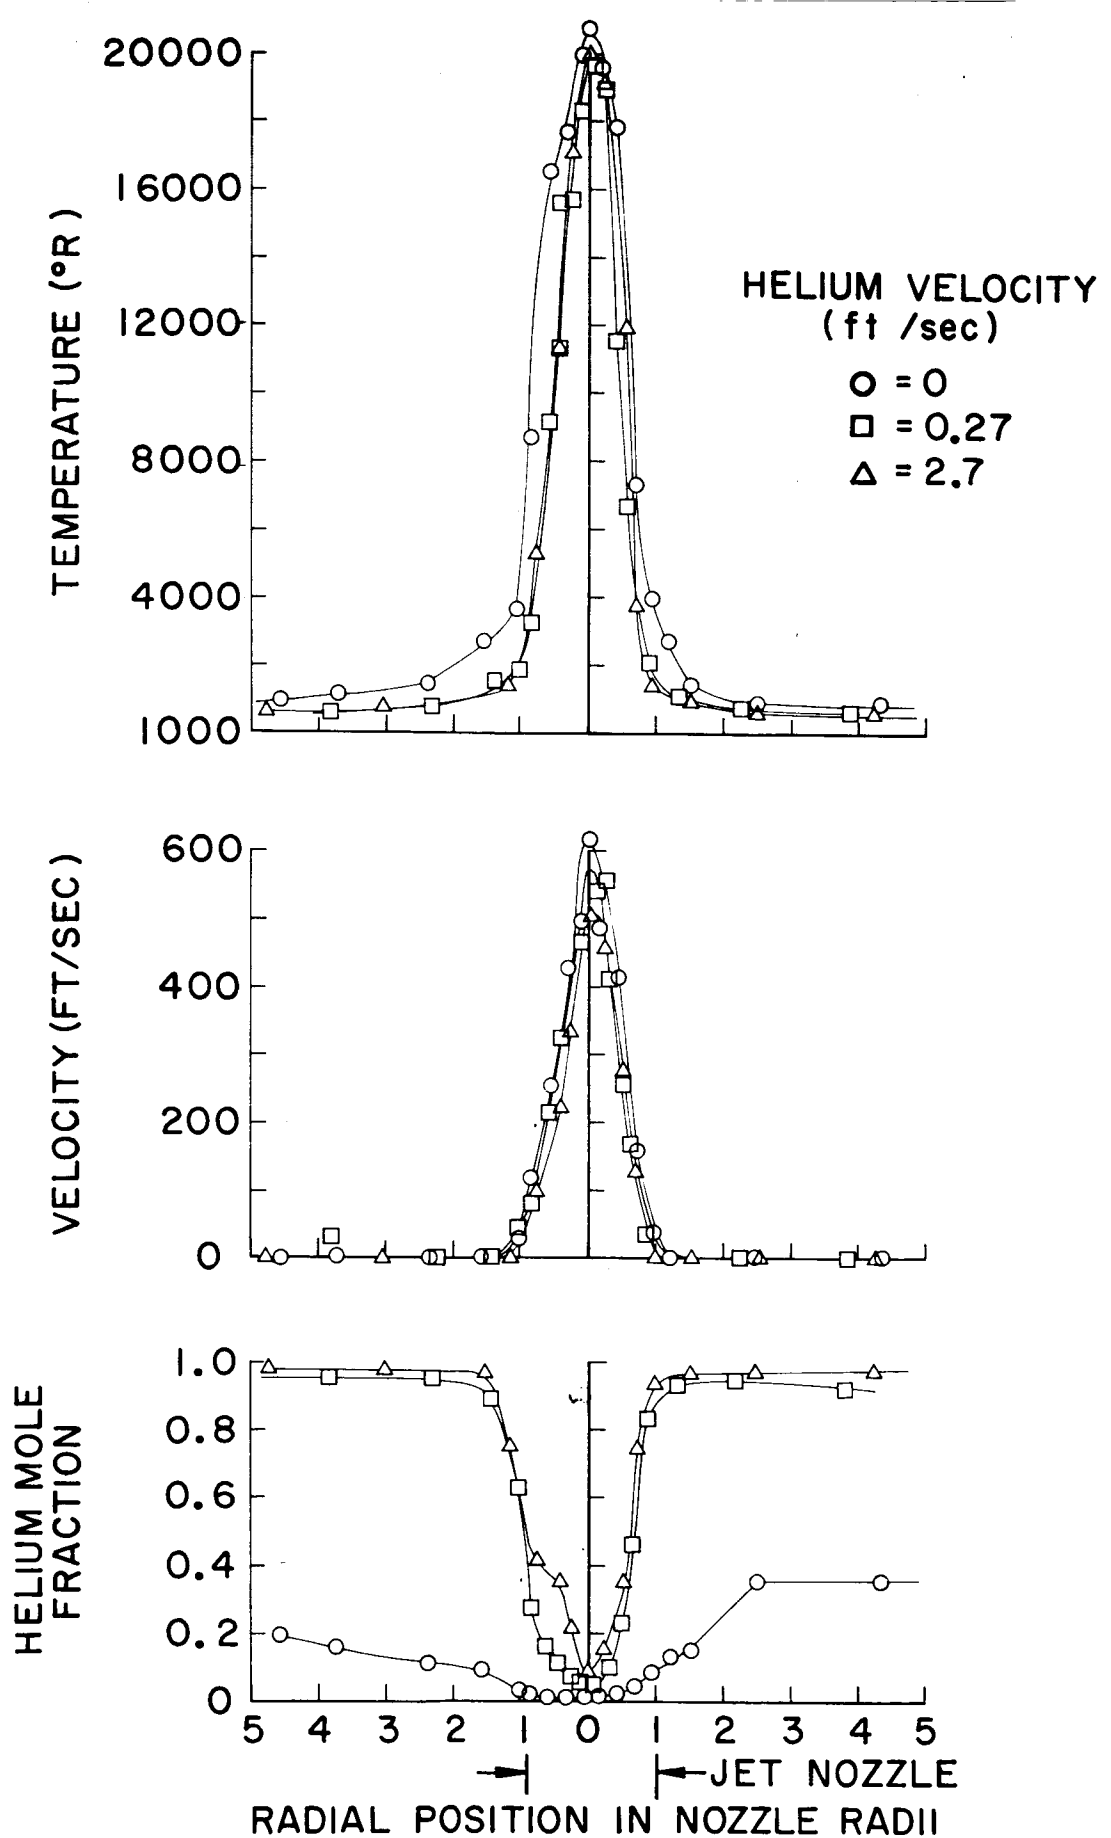 20000
16000
12000
8000
4000
1000
TEMPERATURE (°R)
HELIUM VELOCITY
(ft /sec)
○ = 0
□ = 0.27
△ = 2.7
600
400
200
0
VELOCITY (FT/SEC)
1.0
0.8
0.6
0.4
0.2
0
HELIUM MOLE
FRACTION
5 4 3 2 1 0 1 2 3 4 5
JET NOZZLE
RADIAL POSITION IN NOZZLE RADII